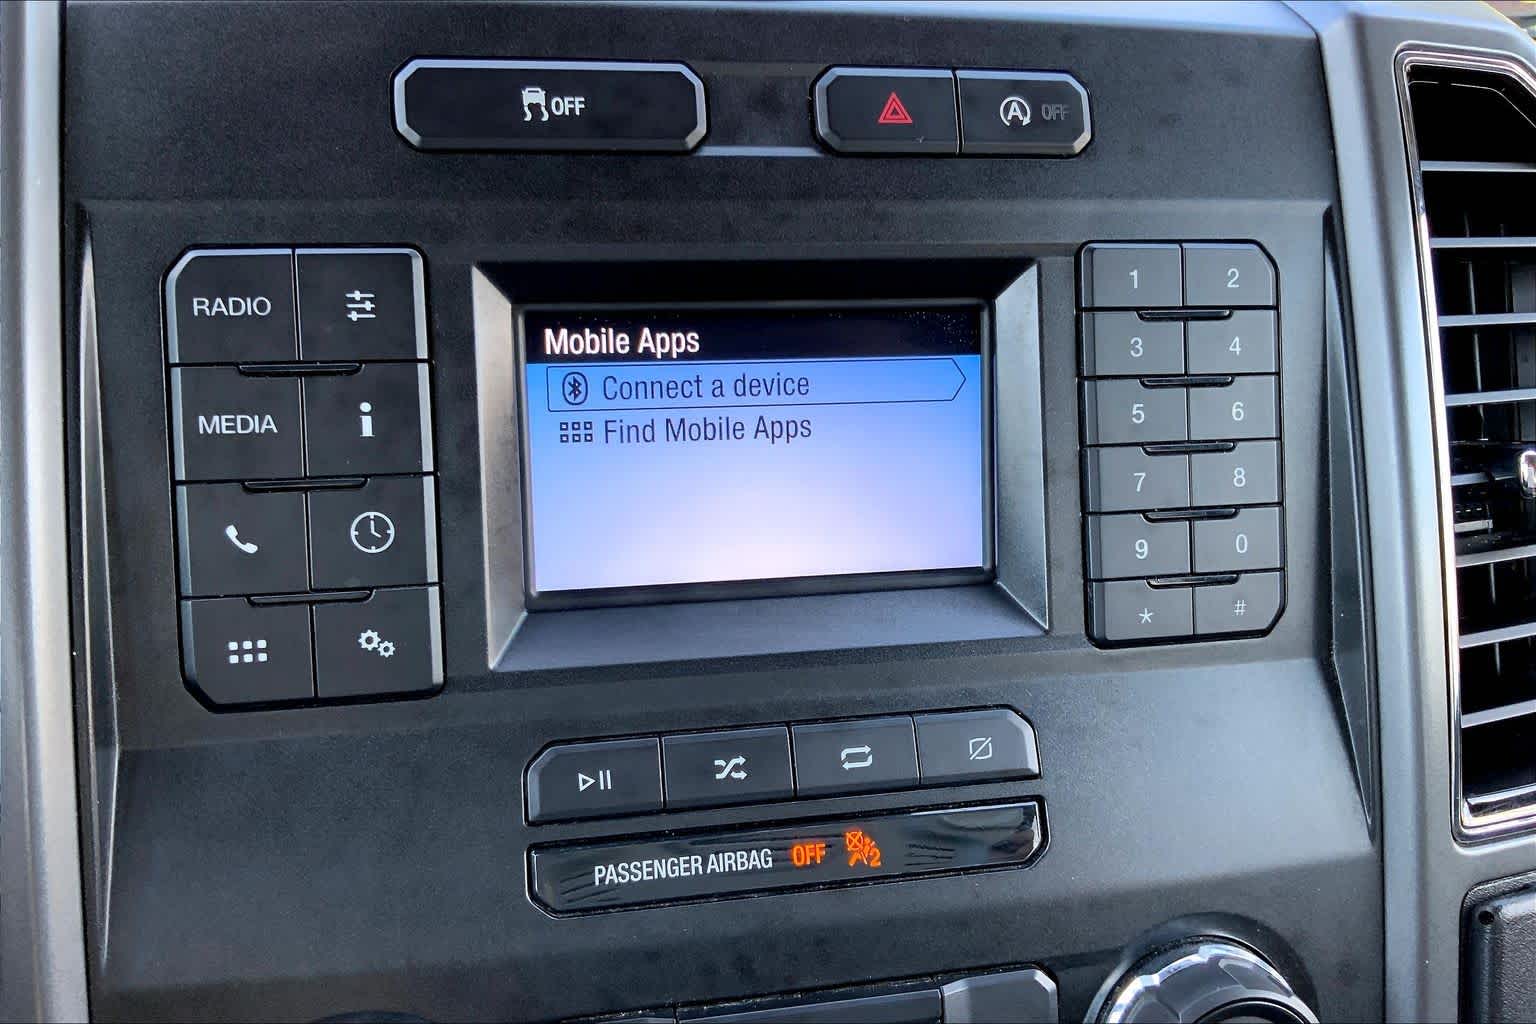 OFF
A OFF
RADIO
MEDIA
Mobile Apps
Connect a device
Find Mobile Apps
1 2
3 4
5 6
7 8
9 0
* #
PASSENGER AIRBAG OFF 2